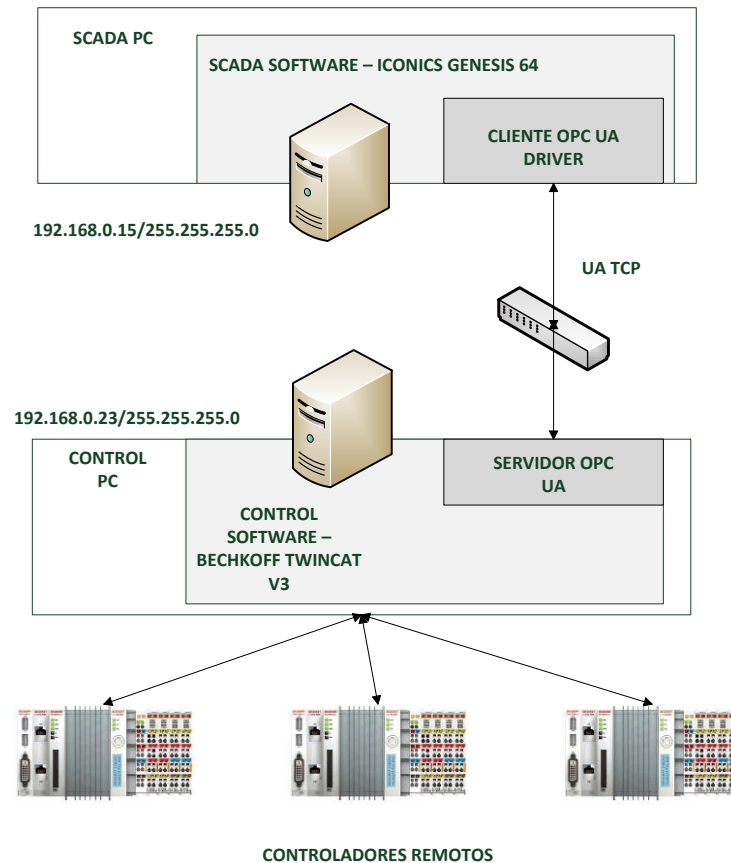 SCADA PC
SCADA SOFTWARE – ICONICS GENESIS 64
CLIENTE OPC UA
DRIVER
192.168.0.15/255.255.255.0
UA TCP
192.168.0.23/255.255.255.0
CONTROL
PC
SERVIDOR OPC
UA
CONTROL
SOFTWARE –
BECHKOFF TWINCAT
V3
CONTROLADORES REMOTOS